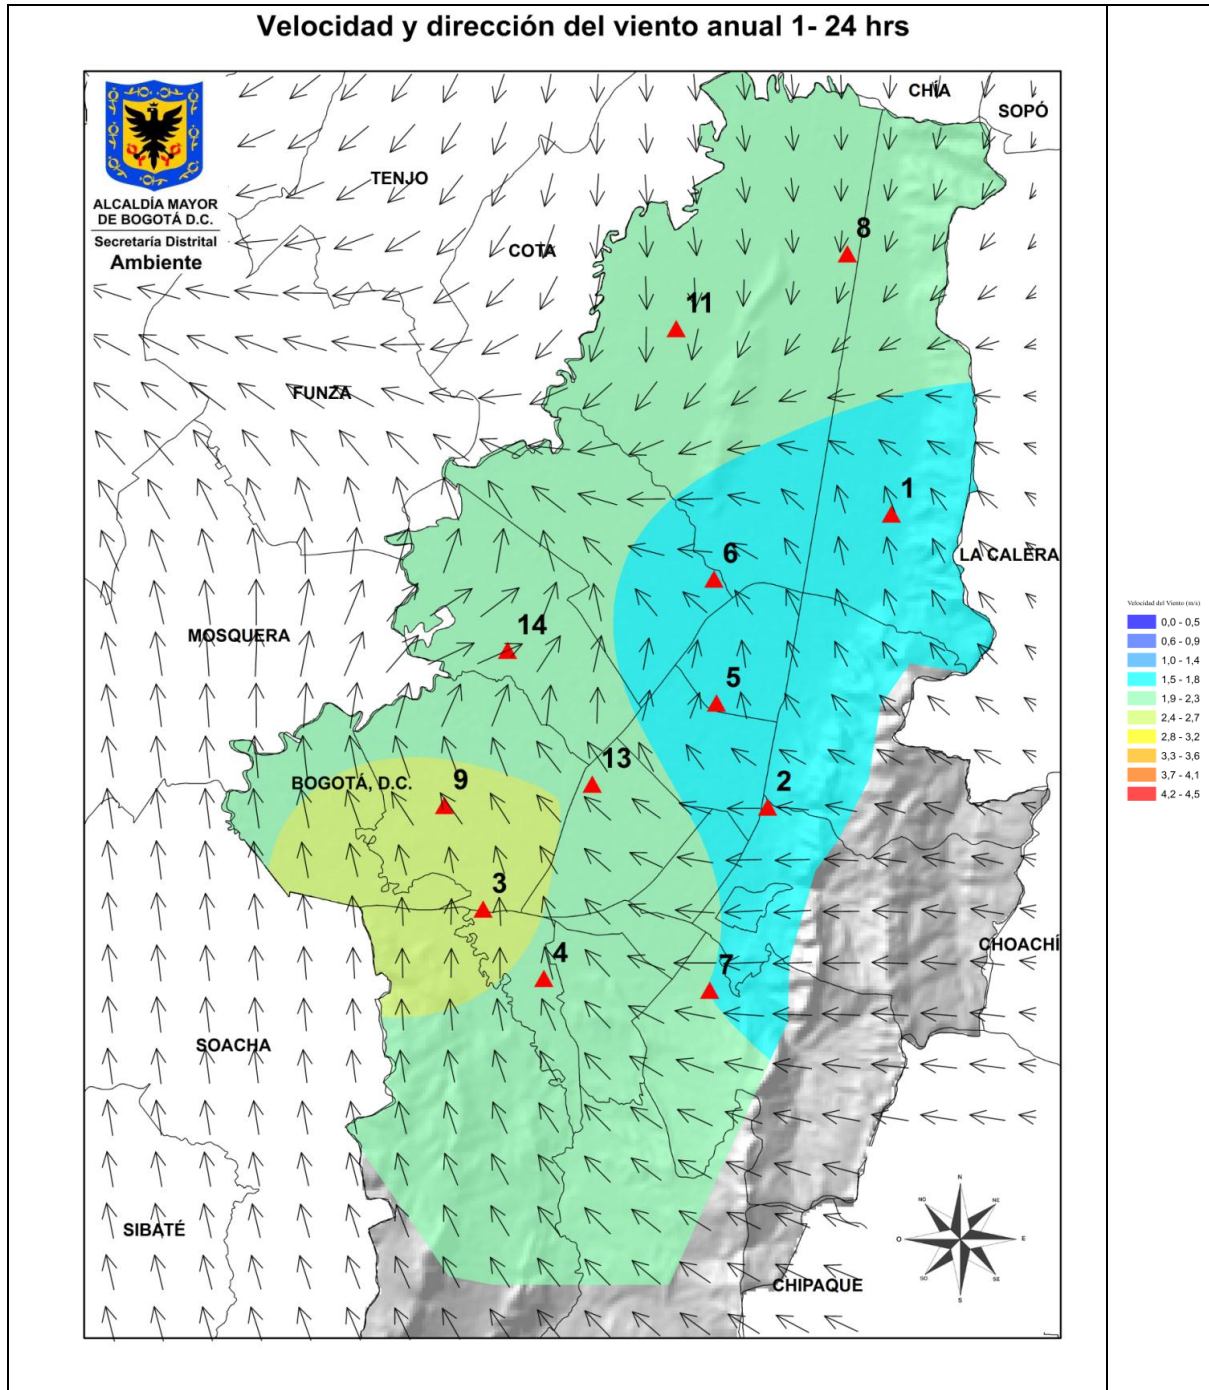 Velocidad y dirección del viento anual 1- 24 hrs
ALCALDÍA MAYOR
DE BOGOTÁ D.C.
Secretaría Distrital
Ambiente
CHÍA
SOPÓ
TENJO
COTA
8
11
FUNZA
1
LA CALERA
6
MOSQUERA
14
5
13
BOGOTÁ, D.C.
9
2
3
CHOACHÍ
4
7
SOACHA
SIBATÉ
CHIPAQUE
N
NO
NE
O
E
SO
SE
S
Velocidad del Viento (m/s)
0,0 - 0,5
0,6 - 0,9
1,0 - 1,4
1,5 - 1,8
1,9 - 2,3
2,4 - 2,7
2,8 - 3,2
3,3 - 3,6
3,7 - 4,1
4,2 - 4,5